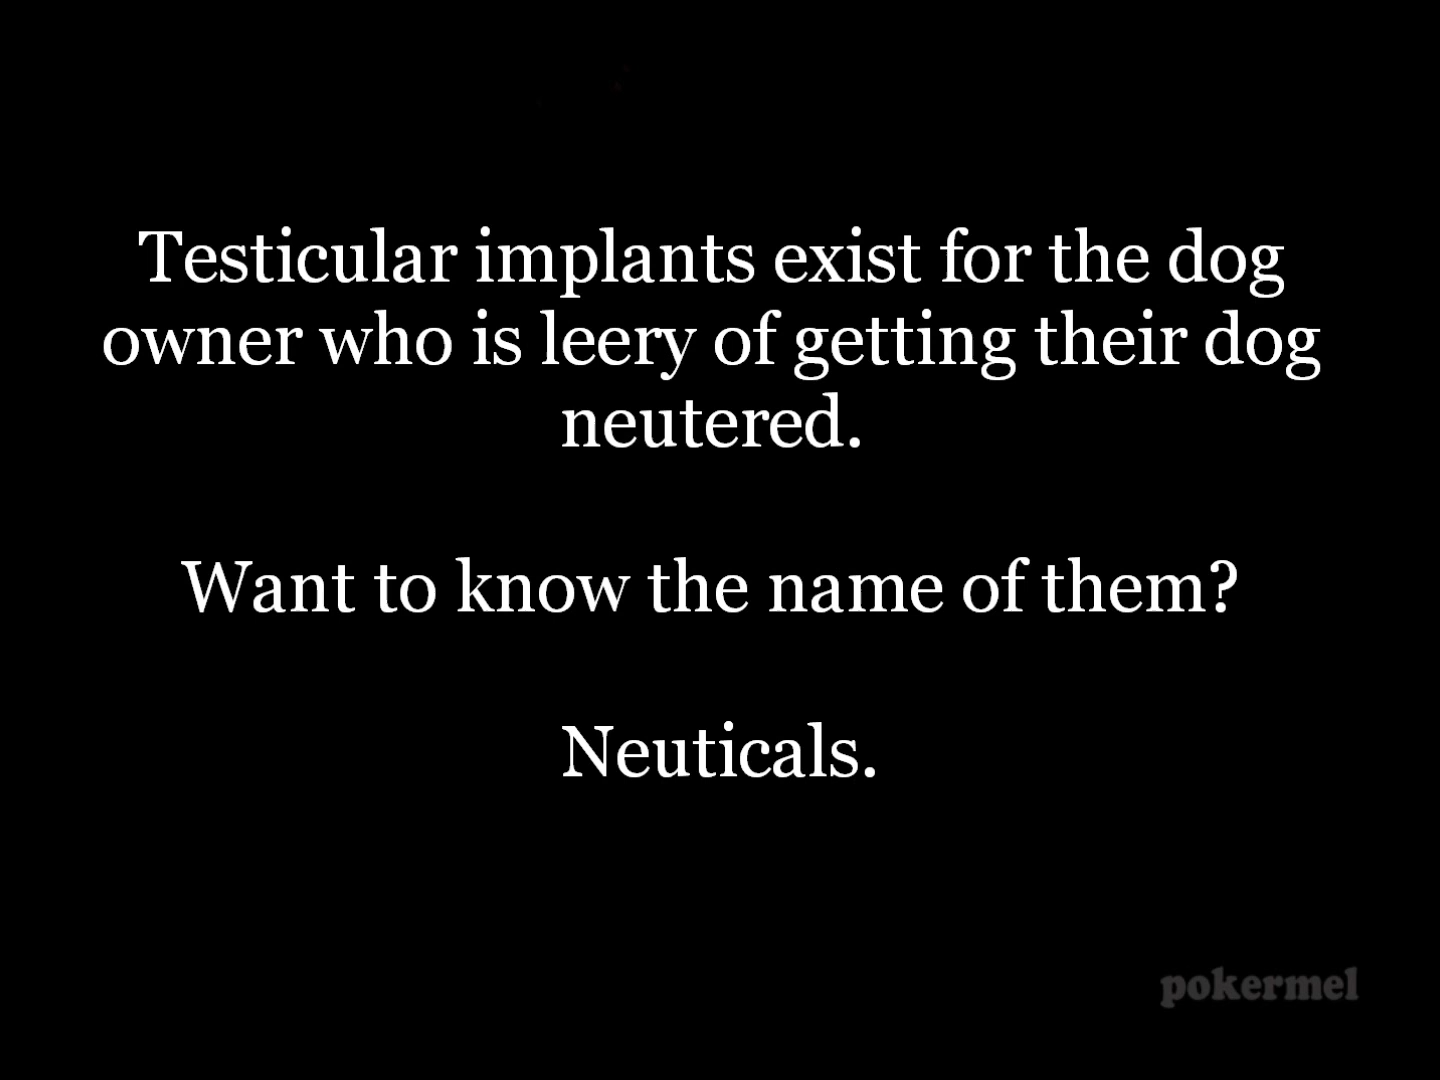 Testicular implants exist for the dog
owner who is leery of getting their dog
neutered.
Want to know the name of them?
Neuticals.
pokermel